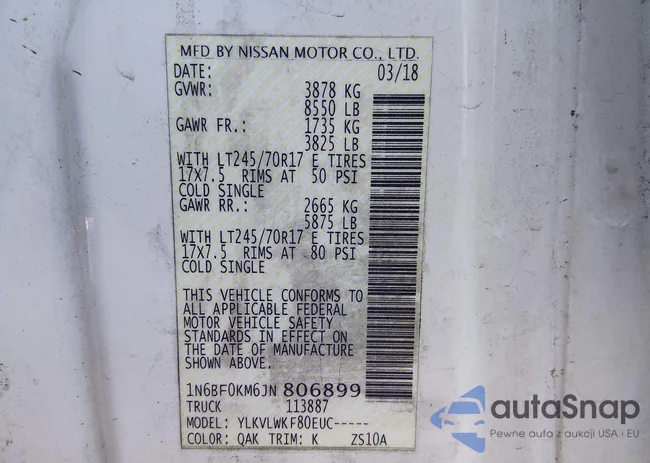 MFD BY NISSAN MOTOR CO., LTD.
DATE: 03/18
GVWR: 3878 KG
8550 LB
GAWR FR.: 1735 KG
3825 LB
WITH LT245/70R17 E TIRES
17X7.5 RIMS AT 50 PSI
COLD SINGLE
GAWR RR.: 2665 KG
5875 LB
WITH LT245/70R17 E TIRES
17X7.5 RIMS AT 80 PSI
COLD SINGLE
THIS VEHICLE CONFORMS TO
ALL APPLICABLE FEDERAL
MOTOR VEHICLE SAFETY
STANDARDS IN EFFECT ON
THE DATE OF MANUFACTURE
SHOWN ABOVE.
1N6BF0KM6JN 806899
TRUCK 113887
MODEL: YLKVLWKF80EUC-----
COLOR: QAK TRIM: K ZS10A
autoSnap
Pewne auta z aukcji USA i EU